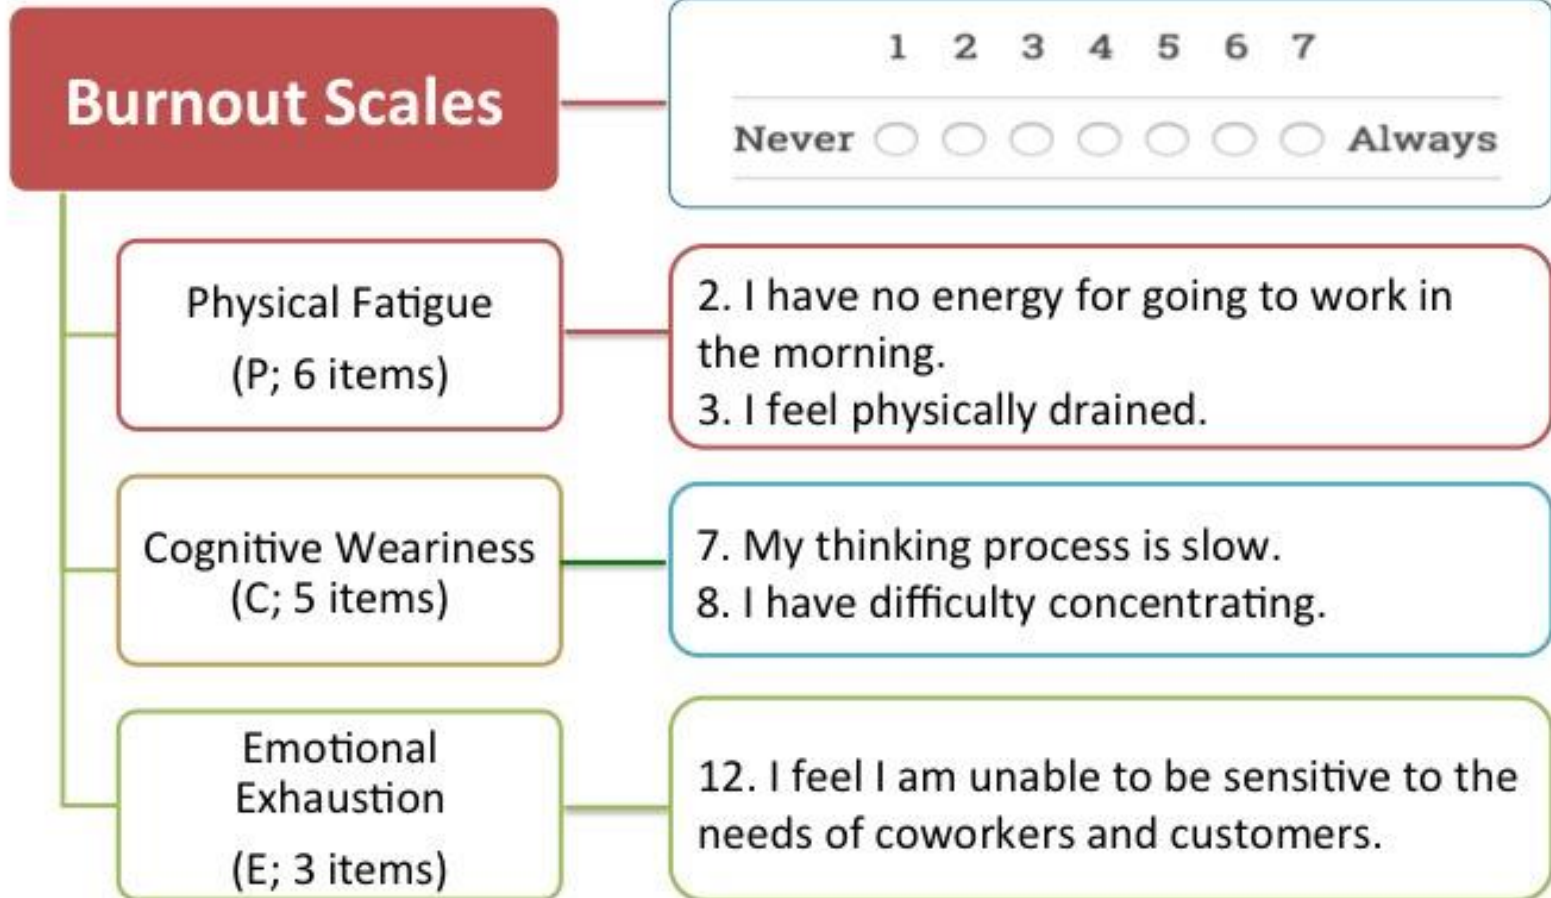 Burnout Scales
1 2 3 4 5 6 7
Never Always
Physical Fatigue
(P; 6 items)
2. I have no energy for going to work in
the morning.
3. I feel physically drained.
Cognitive Weariness
(C; 5 items)
7. My thinking process is slow.
8. I have difficulty concentrating.
Emotional
Exhaustion
(E; 3 items)
12. I feel I am unable to be sensitive to the
needs of coworkers and customers.